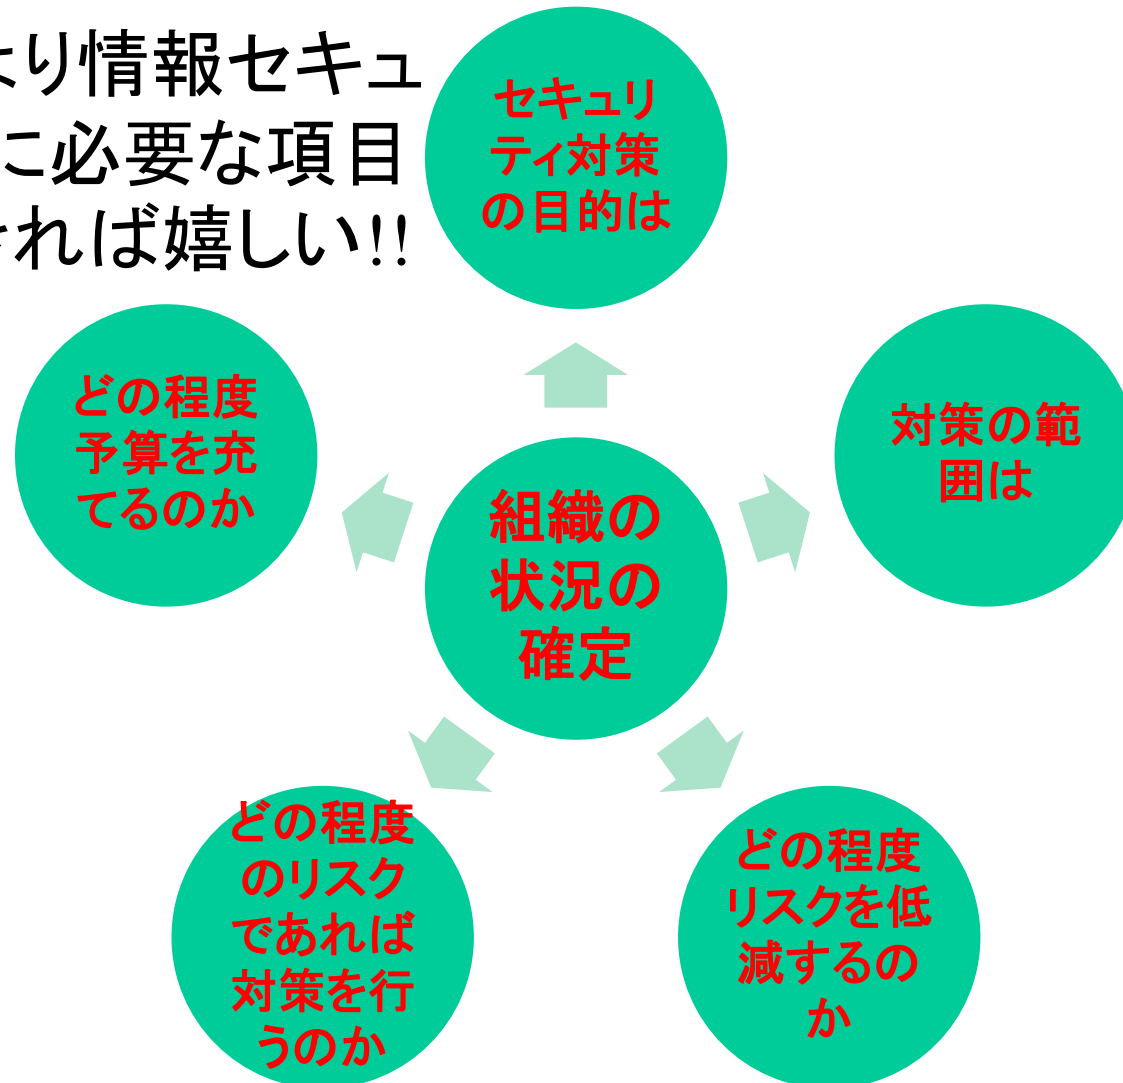 より情報セキュ
に必要な項目
きれば嬉しい!!
セキュリ
ティ対策
の目的は
どの程度
予算を充
てるのか
対策の範
囲は
組織の
状況の
確定
どの程度
のリスク
であれば
対策を行
うのか
どの程度
リスクを低
減するの
か